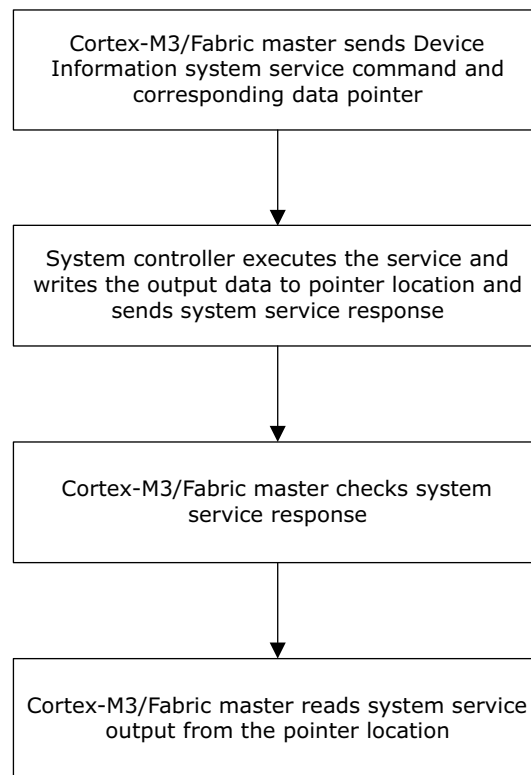 Cortex-M3/Fabric master sends Device
Information system service command and
corresponding data pointer
System controller executes the service and
writes the output data to pointer location and
sends system service response
Cortex-M3/Fabric master checks system
service response
Cortex-M3/Fabric master reads system service
output from the pointer location